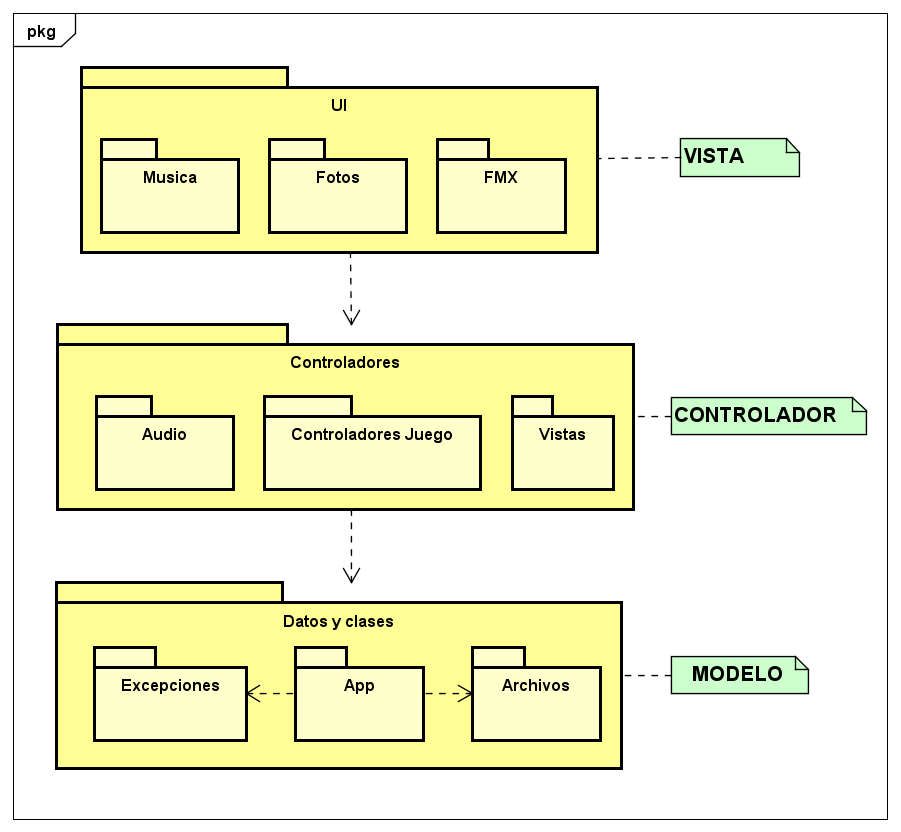 pkg
UI
Musica
Fotos
FMX
VISTA
Controladores
Audio
Controladores Juego
Vistas
CONTROLADOR
Datos y clases
Excepciones
App
Archivos
MODELO